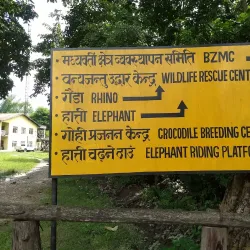 • मध्यवर्ती क्षेत्र व्यवस्थापन समिति BZMC
• वन्यजन्तु उद्धार केन्द्र WILDLIFE RESCUE CENT
• गैंडा RHINO
• हात्ती ELEPHANT
• गोही प्रजनन केन्द्र CROCODILE BREEDING CE
• हात्ती चढ्ने ठाउँ ELEPHANT RIDING PLATF